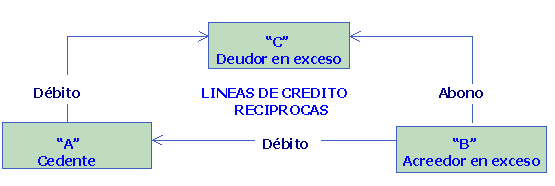 “C”
Deudor en exceso
Débito
LINEAS DE CREDITO
RECIPROCAS
Abono
“A”
Cedente
Débito
“B”
Acreedor en exceso